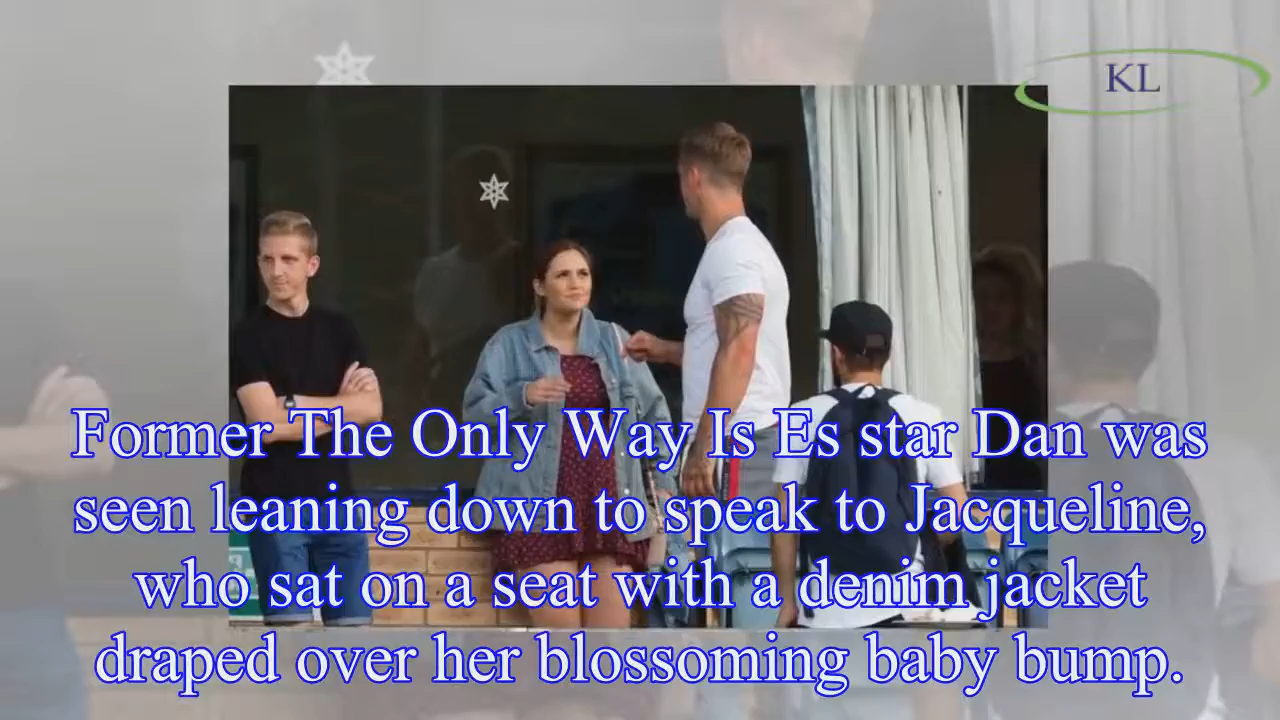 KL
Former The Only Way Is Es star Dan was
seen leaning down to speak to Jacqueline,
who sat on a seat with a denim jacket
draped over her blossoming baby bump.